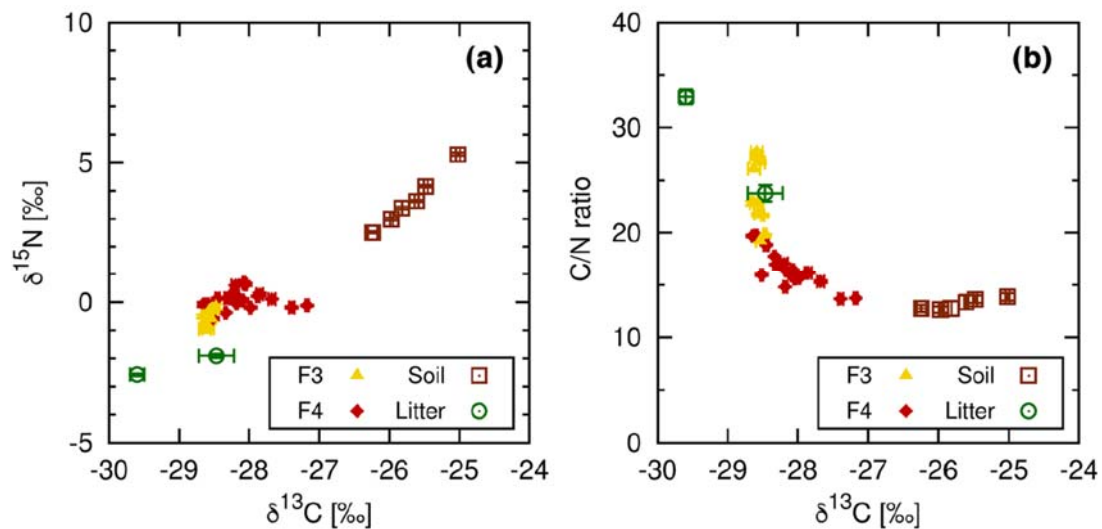 (a)
10
5
0
-5
δ15N [‰]
-30 -29 -28 -27 -26 -25 -24
δ13C [‰]
F3 Soil
F4 Litter
(b)
40
30
20
10
0
C/N ratio
-30 -29 -28 -27 -26 -25 -24
δ13C [‰]
F3 Soil
F4 Litter